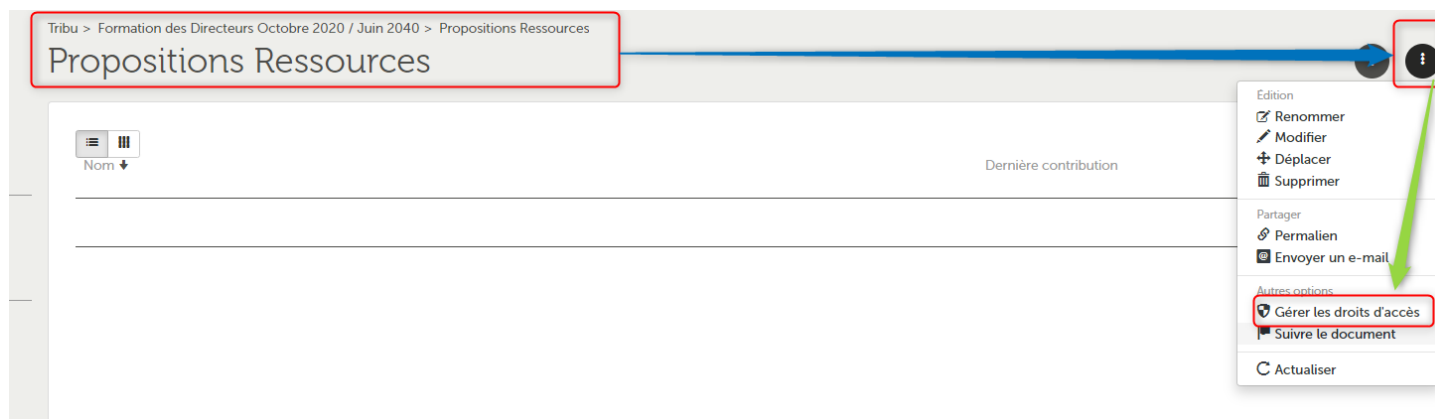 Tribu > Formation des Directeurs Octobre 2020 / Juin 2040 > Propositions Ressources
Propositions Ressources
Nom
Dernière contribution
Édition
Renommer
Modifier
Déplacer
Supprimer
Partager
Permalien
Envoyer un e-mail
Autres options
Gérer les droits d'accès
Suivre le document
Actualiser